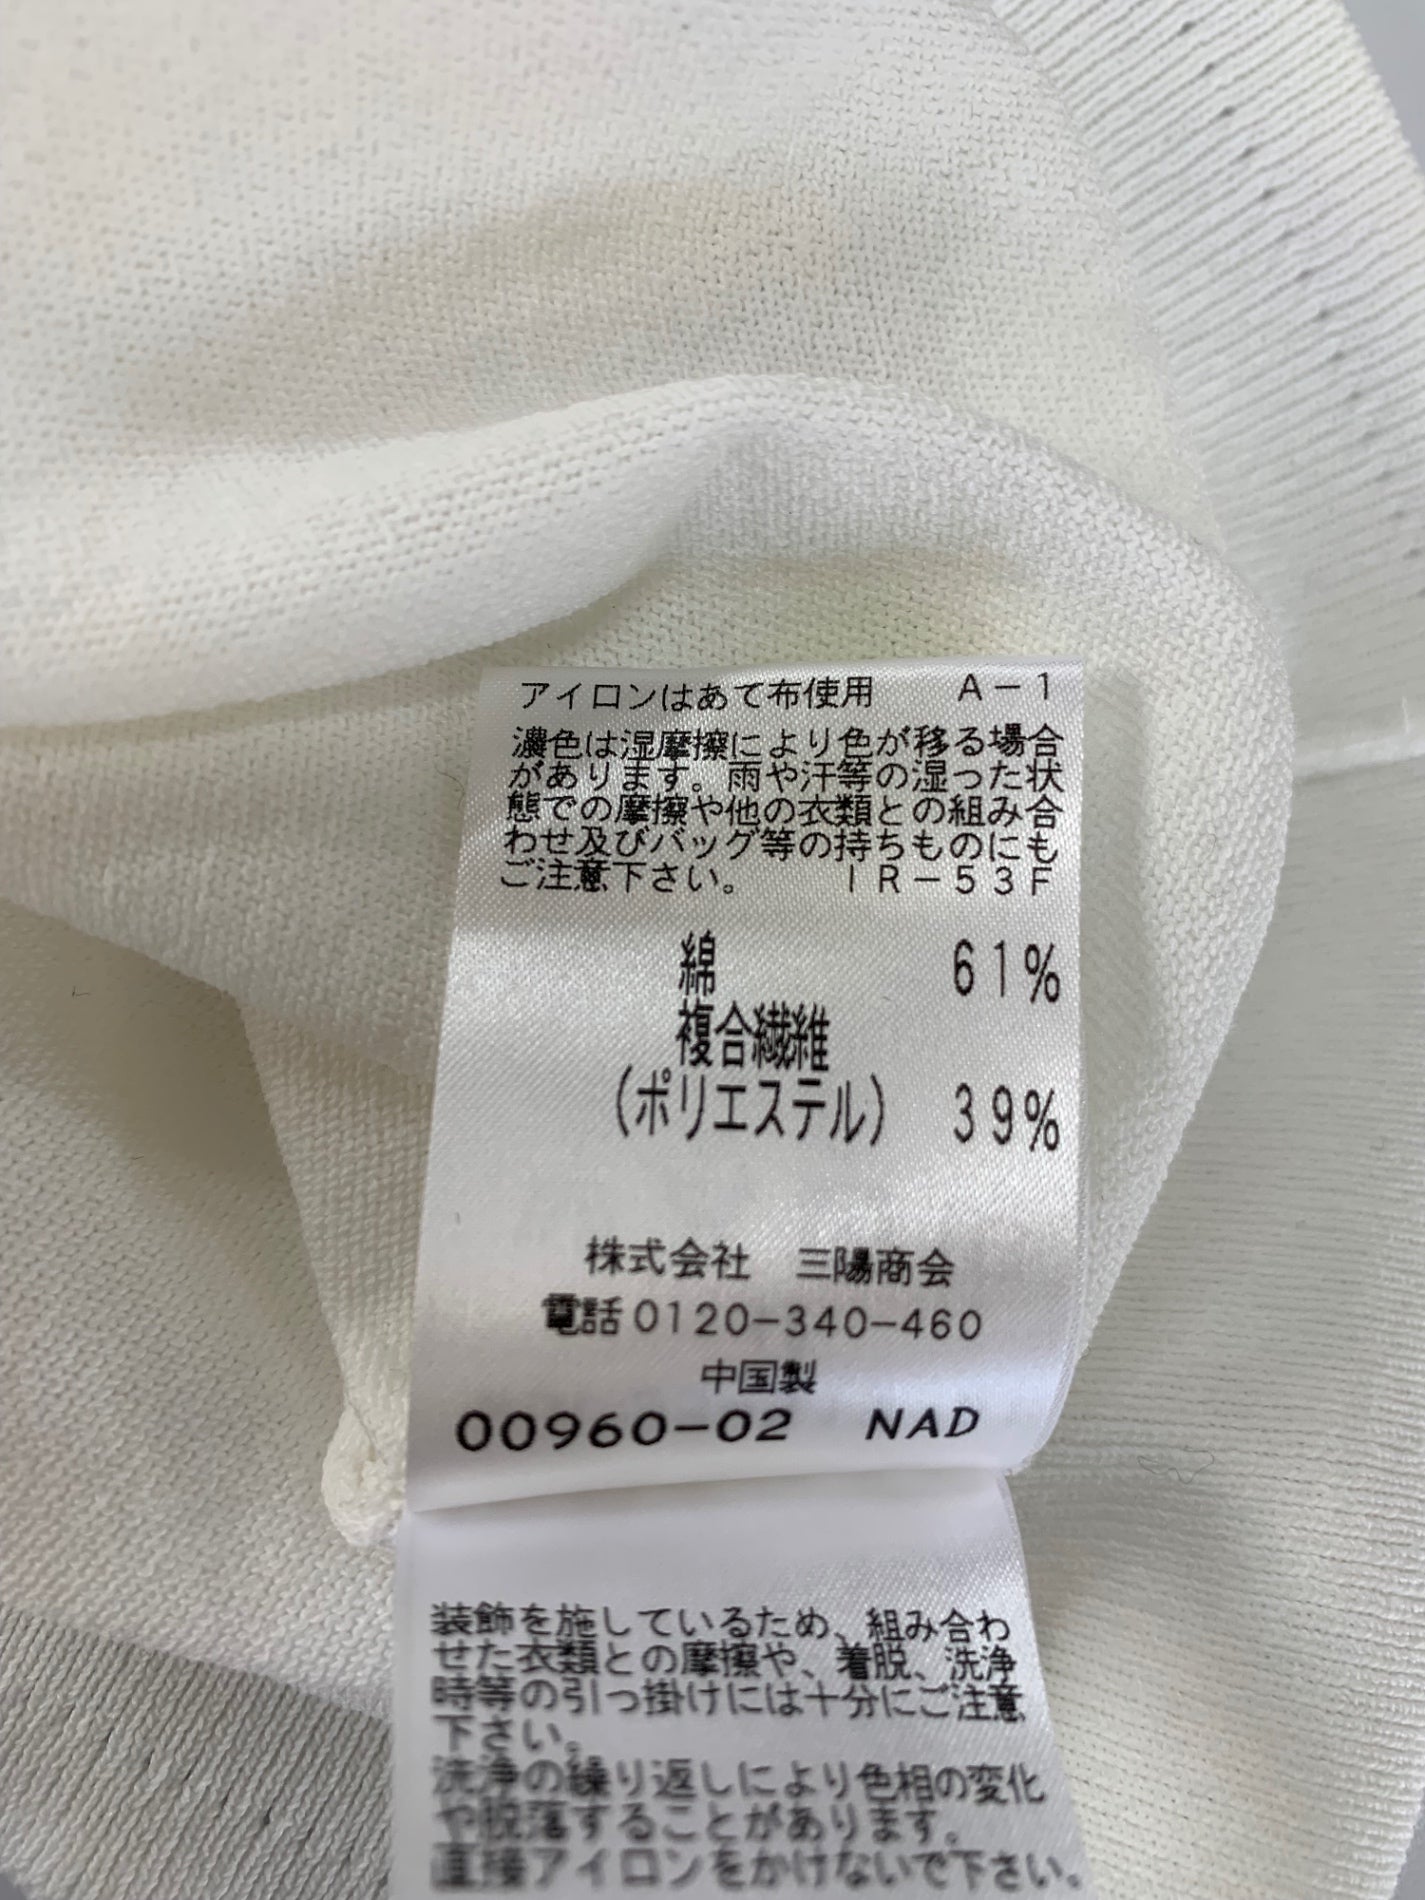 アイロンはあて布使用　A－1
濃色は湿摩擦により色が移る場合
があります。雨や汗等の湿った状
態での摩擦や他の衣類との組み合
わせ及びバッグ等の持ちものにも
ご注意下さい。　ＩＲ－５３Ｆ
綿　61%
複合繊維
(ポリエステル)　39%
株式会社　三陽商会
電話0120-340-460
中国製
00960-02　NAD
装飾を施しているため、組み合わ
せた衣類との摩擦や、着脱、洗浄
時等の引っ掛けには十分にご注意
下さい。
洗浄の繰り返しにより色相の変化
や脱落することがあります。
直接アイロンをかけないで下さい。